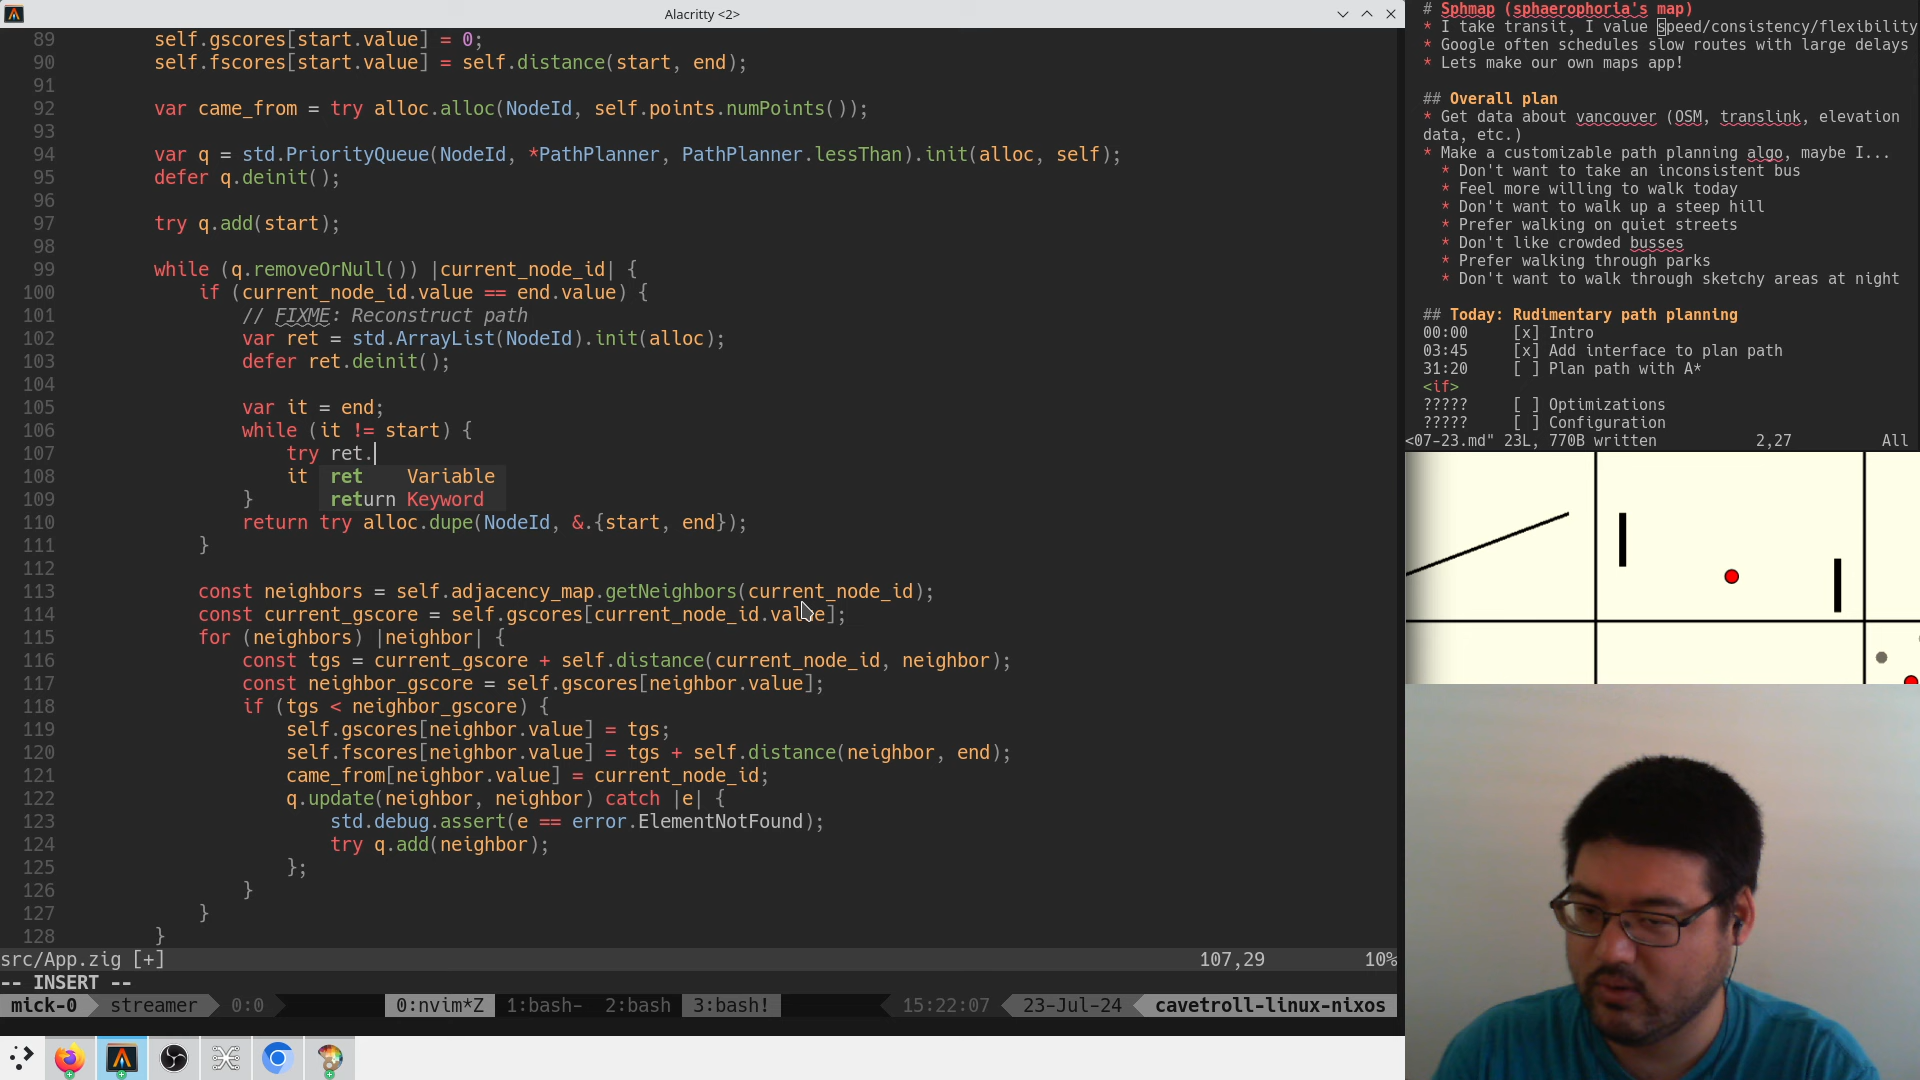 Alacritty <2>
89 self.gscores[start.value] = 0;
90 self.fscores[start.value] = self.distance(start, end);
91
92 var came_from = try alloc.alloc(NodeId, self.points.numPoints());
93
94 var q = std.PriorityQueue(NodeId, *PathPlanner, PathPlanner.lessThan).init(alloc, self);
95 defer q.deinit();
96
97 try q.add(start);
98
99 while (q.removeOrNull()) |current_node_id| {
100 if (current_node_id.value == end.value) {
101 // FIXME: Reconstruct path
102 var ret = std.ArrayList(NodeId).init(alloc);
103 defer ret.deinit();
104
105 var it = end;
106 while (it != start) {
107 try ret.
108 it ret Variable
109 } return Keyword
110 return try alloc.dupe(NodeId, &.{start, end});
111 }
112
113 const neighbors = self.adjacency_map.getNeighbors(current_node_id);
114 const current_gscore = self.gscores[current_node_id.value];
115 for (neighbors) |neighbor| {
116 const tgs = current_gscore + self.distance(current_node_id, neighbor);
117 const neighbor_gscore = self.gscores[neighbor.value];
118 if (tgs < neighbor_gscore) {
119 self.gscores[neighbor.value] = tgs;
120 self.fscores[neighbor.value] = tgs + self.distance(neighbor, end);
121 came_from[neighbor.value] = current_node_id;
122 q.update(neighbor, neighbor) catch |e| {
123 std.debug.assert(e == error.ElementNotFound);
124 try q.add(neighbor);
125 };
126 }
127 }
128 }
src/App.zig [+] 107,29 10%
-- INSERT --
mick-0 streamer 0:0 0:nvim*Z 1:bash- 2:bash 3:bash! 15:22:07 23-Jul-24 cavetroll-linux-nixos
# Sphmap (sphaerophoria's map)
* I take transit, I value speed/consistency/flexibility
* Google often schedules slow routes with large delays
* Lets make our own maps app!
## Overall plan
* Get data about vancouver (OSM, translink, elevation
data, etc.)
* Make a customizable path planning algo, maybe I...
* Don't want to take an inconsistent bus
* Feel more willing to walk today
* Don't want to walk up a steep hill
* Prefer walking on quiet streets
* Don't like crowded busses
* Prefer walking through parks
* Don't want to walk through sketchy areas at night
## Today: Rudimentary path planning
00:00 [x] Intro
03:45 [x] Add interface to plan path
31:20 [ ] Plan path with A*
<if>
????? [ ] Optimizations
????? [ ] Configuration
<07-23.md" 23L, 770B written 2,27 All